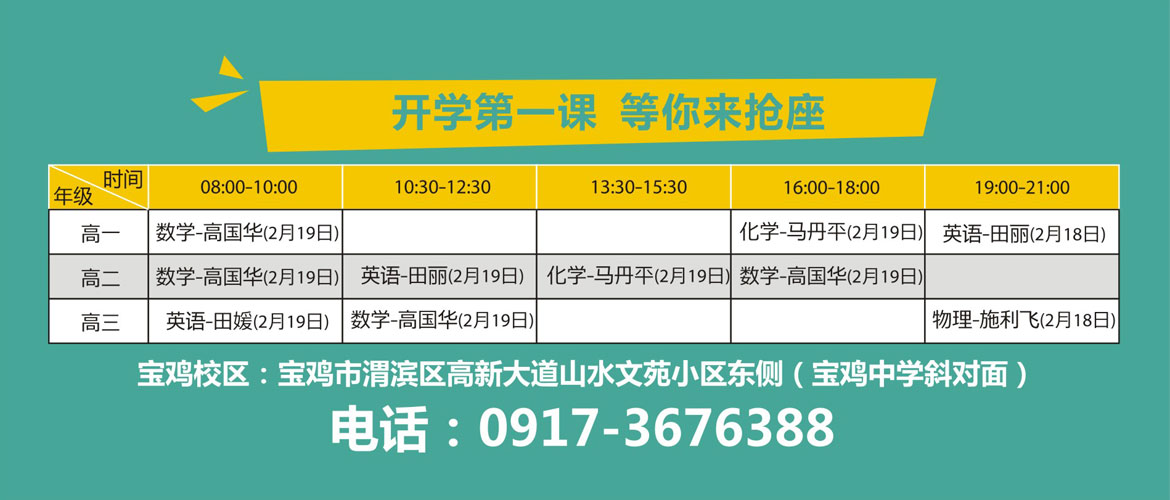 开学第一课 等你来抢座
时间
年级
08:00-10:00 10:30-12:30 13:30-15:30 16:00-18:00 19:00-21:00
高一 数学-高国华(2月19日) 化学-马丹平(2月19日) 英语-田丽(2月18日)
高二 数学-高国华(2月19日) 英语-田丽(2月19日) 化学-马丹平(2月19日) 数学-高国华(2月19日)
高三 英语-田媛(2月19日) 数学-高国华(2月19日) 物理-施利飞(2月18日)
宝鸡校区：宝鸡市渭滨区高新大道山水文苑小区东侧（宝鸡中学斜对面）
电话：0917-3676388